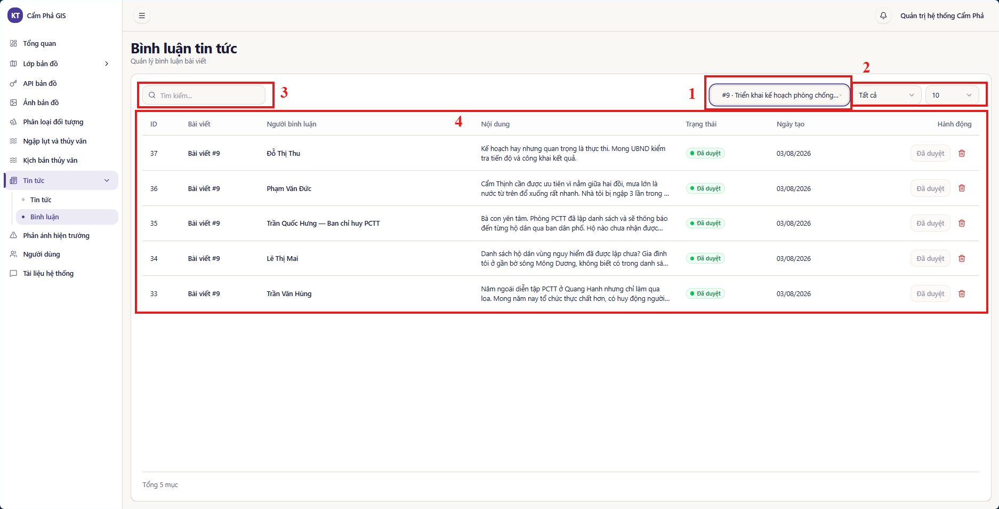 KT Cẩm Phả GIS
Quản trị hệ thống Cẩm Phả
Tổng quan
Lớp bản đồ
API bản đồ
Ảnh bản đồ
Phân loại đối tượng
Ngập lụt và thủy văn
Kịch bản thủy văn
Tin tức
Tin tức
Bình luận
Phản ánh hiện trường
Người dùng
Tài liệu hệ thống
Bình luận tin tức
Quản lý bình luận bài viết
2
Tìm kiếm...
3
1
#9 · Triển khai kế hoạch phòng chống...
Tất cả
10
4
ID Bài viết Người bình luận Nội dung Trạng thái Ngày tạo Hành động
37 Bài viết #9 Đỗ Thị Thu
Kế hoạch hay nhưng quan trọng là thực thi. Mong UBND kiểm
tra tiến độ và công khai kết quả.
Đã duyệt 03/08/2026 Đã duyệt
36 Bài viết #9 Phạm Văn Đức
Cẩm Thịnh cần được ưu tiên vì nằm giữa hai đồi, mưa lớn là
nước từ trên đổ xuống rất nhanh. Nhà tôi bị ngập 3 lần trong ...
Đã duyệt 03/08/2026 Đã duyệt
35 Bài viết #9 Trần Quốc Hưng — Ban chỉ huy PCTT
Bà con yên tâm. Phòng PCTT đã lập danh sách và sẽ thông báo
đến từng hộ dân qua ban dân phố. Hộ nào chưa nhận được...
Đã duyệt 03/08/2026 Đã duyệt
34 Bài viết #9 Lê Thị Mai
Danh sách hộ dân vùng nguy hiểm đã được lập chưa? Gia đình
tôi ở gần bờ sông Mông Dương, không biết có trong danh sá...
Đã duyệt 03/08/2026 Đã duyệt
33 Bài viết #9 Trần Văn Hùng
Năm ngoái diễn tập PCTT ở Quang Hanh nhưng chỉ làm qua
loa. Mong năm nay tổ chức thực chất hơn, có huy động người...
Đã duyệt 03/08/2026 Đã duyệt
Tổng 5 mục